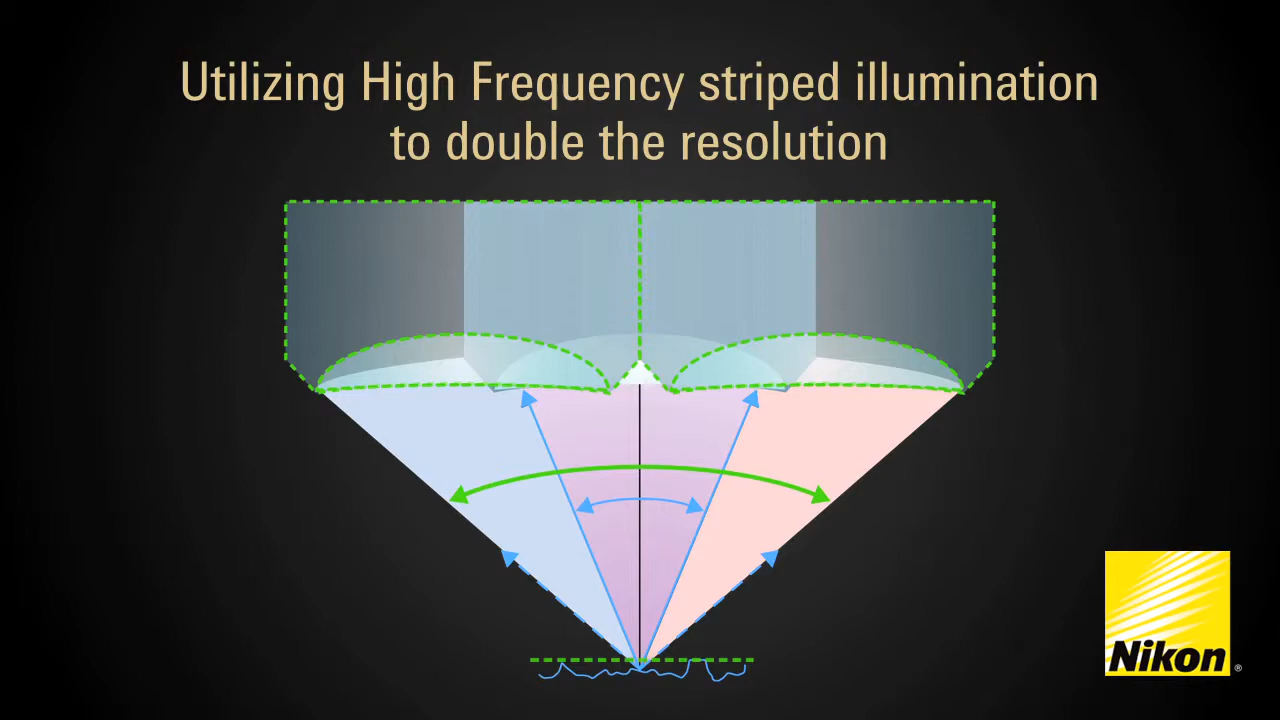 Utilizing High Frequency striped illumination
to double the resolution
Nikon®